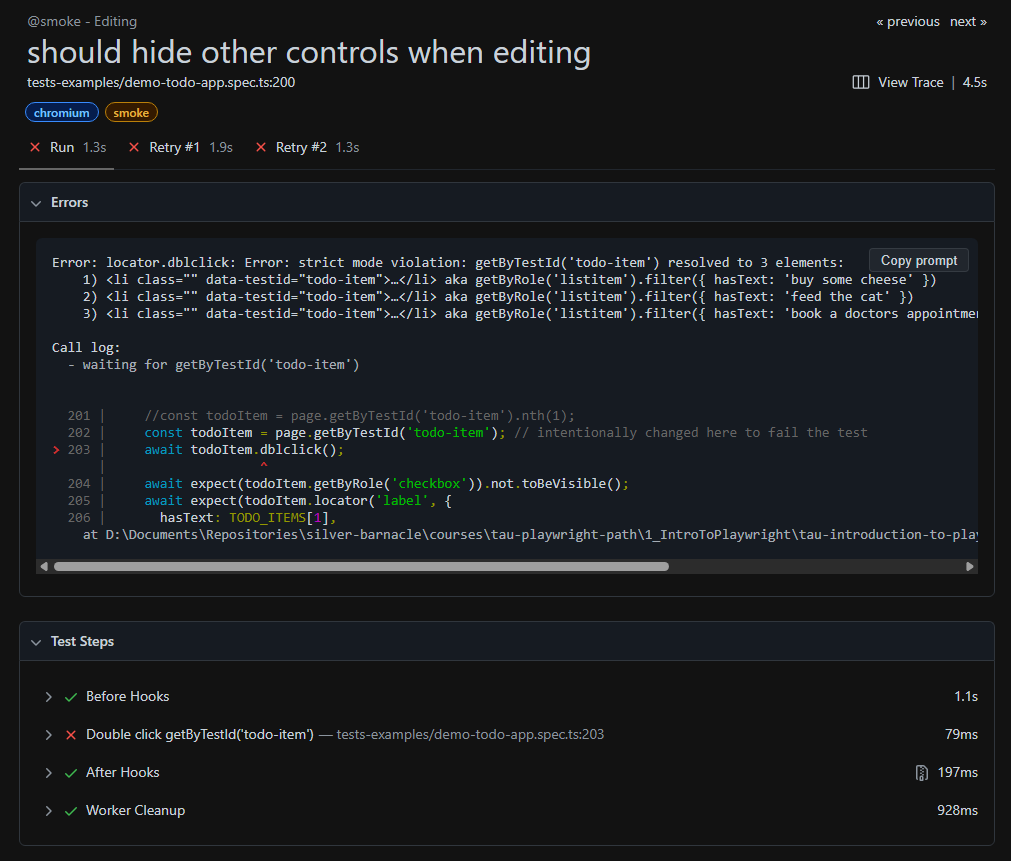 @smoke - Editing
« previous next »
should hide other controls when editing
tests-examples/demo-todo-app.spec.ts:200
View Trace | 4.5s
chromium smoke
Run 1.3s Retry #1 1.9s Retry #2 1.3s
Errors
Copy prompt
Error: locator.dblclick: Error: strict mode violation: getByTestId('todo-item') resolved to 3 elements:
    1) <li class="" data-testid="todo-item">…</li> aka getByRole('listitem').filter({ hasText: 'buy some cheese' })
    2) <li class="" data-testid="todo-item">…</li> aka getByRole('listitem').filter({ hasText: 'feed the cat' })
    3) <li class="" data-testid="todo-item">…</li> aka getByRole('listitem').filter({ hasText: 'book a doctors appointmen
Call log:
  - waiting for getByTestId('todo-item')
  201 |     //const todoItem = page.getByTestId('todo-item').nth(1);
  202 |     const todoItem = page.getByTestId('todo-item'); // intentionally changed here to fail the test
> 203 |     await todoItem.dblclick();
      |                    ^
  204 |     await expect(todoItem.getByRole('checkbox')).not.toBeVisible();
  205 |     await expect(todoItem.locator('label', {
  206 |       hasText: TODO_ITEMS[1],
    at D:\Documents\Repositories\silver-barnacle\courses\tau-playwright-path\1_IntroToPlaywright\tau-introduction-to-play
Test Steps
Before Hooks 1.1s
Double click getByTestId('todo-item') — tests-examples/demo-todo-app.spec.ts:203 79ms
After Hooks 197ms
Worker Cleanup 928ms